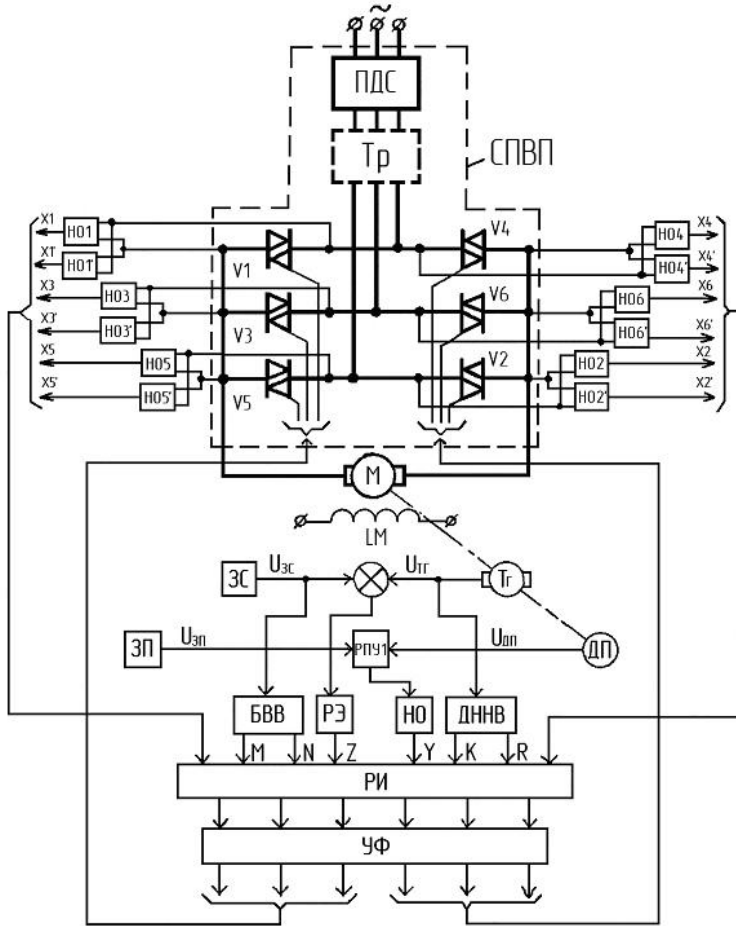 ~
ПДС
Тр
СПВП
X1
НО1
X1'
НО1'
X3
НО3
X3'
НО3'
X5
НО5
X5'
НО5'
V1
V3
V5
V4
V6
V2
X4
НО4
X4'
НО4'
X6
НО6
X6'
НО6'
X2
НО2
X2'
НО2'
М
LM
ЗС
Uзс
Uтг
Тг
ЗП
Uзп
РПУ1
Uдп
ДП
БВВ
РЭ
НО
ДННВ
M
N
Z
Y
K
R
РИ
УФ